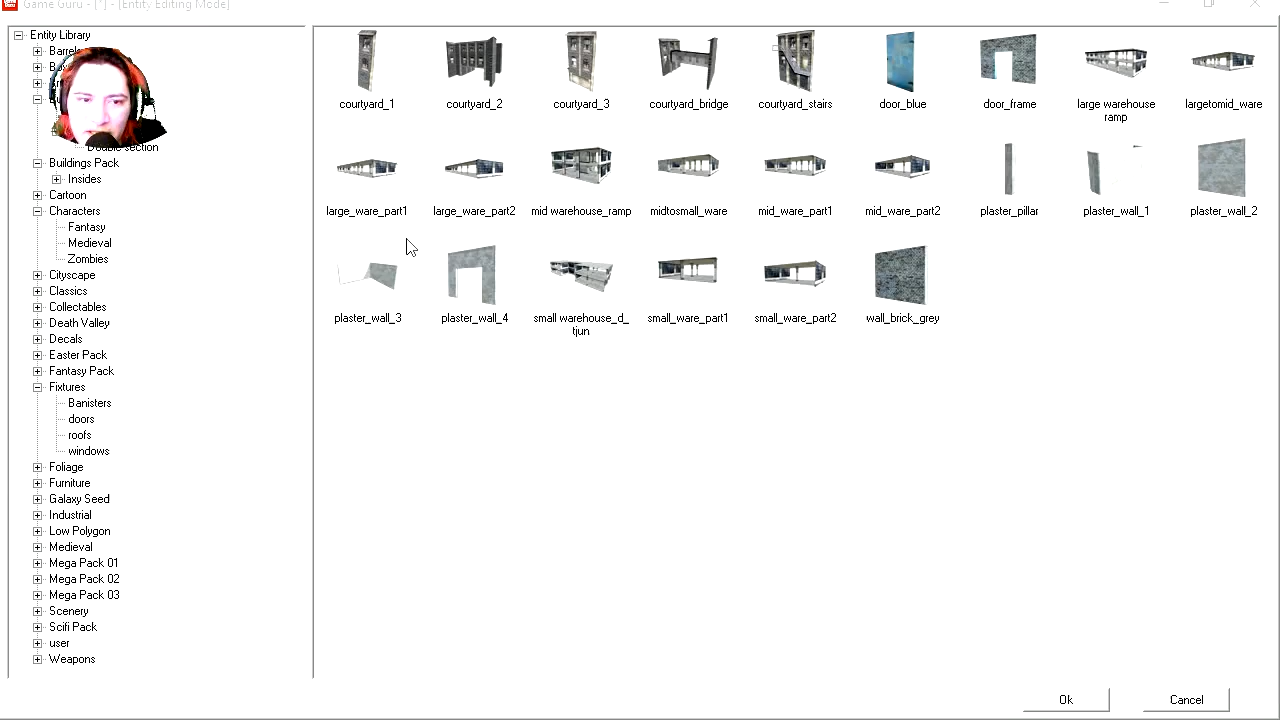 Game Guru - [*] - [Entity Editing Mode]
Entity Library
Buildings Pack
Insides
Cartoon
Characters
Fantasy
Medieval
Zombies
Cityscape
Classics
Collectables
Death Valley
Decals
Easter Pack
Fantasy Pack
Fixtures
Banisters
doors
roofs
windows
Foliage
Furniture
Galaxy Seed
Industrial
Low Polygon
Medieval
Mega Pack 01
Mega Pack 02
Mega Pack 03
Scenery
Scifi Pack
user
Weapons
courtyard_1
courtyard_2
courtyard_3
courtyard_bridge
courtyard_stairs
door_blue
door_frame
large warehouse
ramp
largetomid_ware
large_ware_part1
large_ware_part2
mid warehouse_ramp
midtosmall_ware
mid_ware_part1
mid_ware_part2
plaster_pillar
plaster_wall_1
plaster_wall_2
plaster_wall_3
plaster_wall_4
small warehouse_d_
tjun
small_ware_part1
small_ware_part2
wall_brick_grey
Ok
Cancel